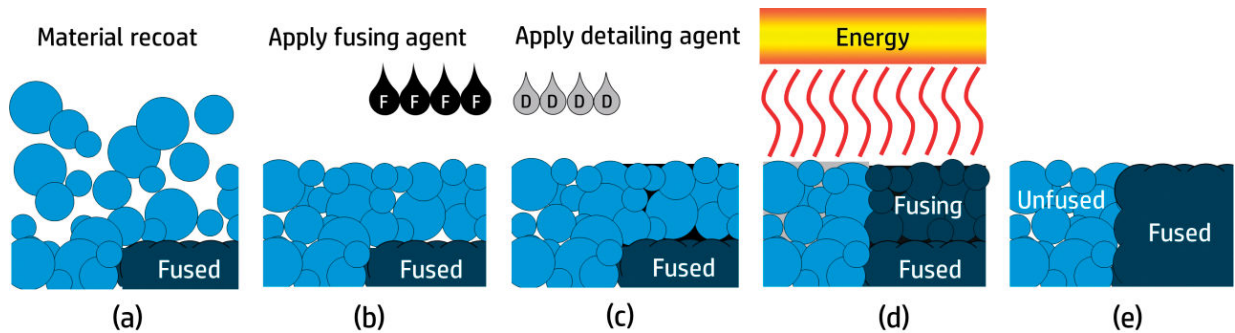 Material recoat
Apply fusing agent
Apply detailing agent
Energy
F F F F
D D D D
Fused
Fused
Fused
Fusing
Fused
Unfused
Fused
(a)
(b)
(c)
(d)
(e)